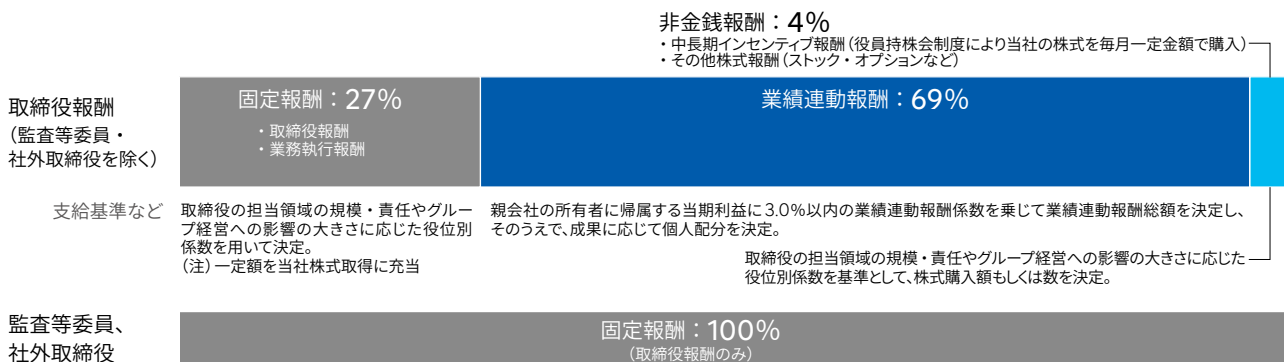 非金銭報酬：4%
・中長期インセンティブ報酬（役員持株会制度により当社の株式を毎月一定金額で購入）
・その他株式報酬（ストック・オプションなど）
取締役報酬
（監査等委員・
社外取締役を除く）
固定報酬：27%
・取締役報酬
・業務執行報酬
業績連動報酬：69%
支給基準など
取締役の担当領域の規模・責任やグルー
プ経営への影響の大きさに応じた役位別
係数を用いて決定。
（注）一定額を当社株式取得に充当
親会社の所有者に帰属する当期利益に3.0%以内の業績連動報酬係数を乗じて業績連動報酬総額を決定し、
そのうえで、成果に応じて個人配分を決定。
取締役の担当領域の規模・責任やグループ経営への影響の大きさに応じた
役位別係数を基準として、株式購入額もしくは数を決定。
監査等委員、
社外取締役
固定報酬：100%
（取締役報酬のみ）